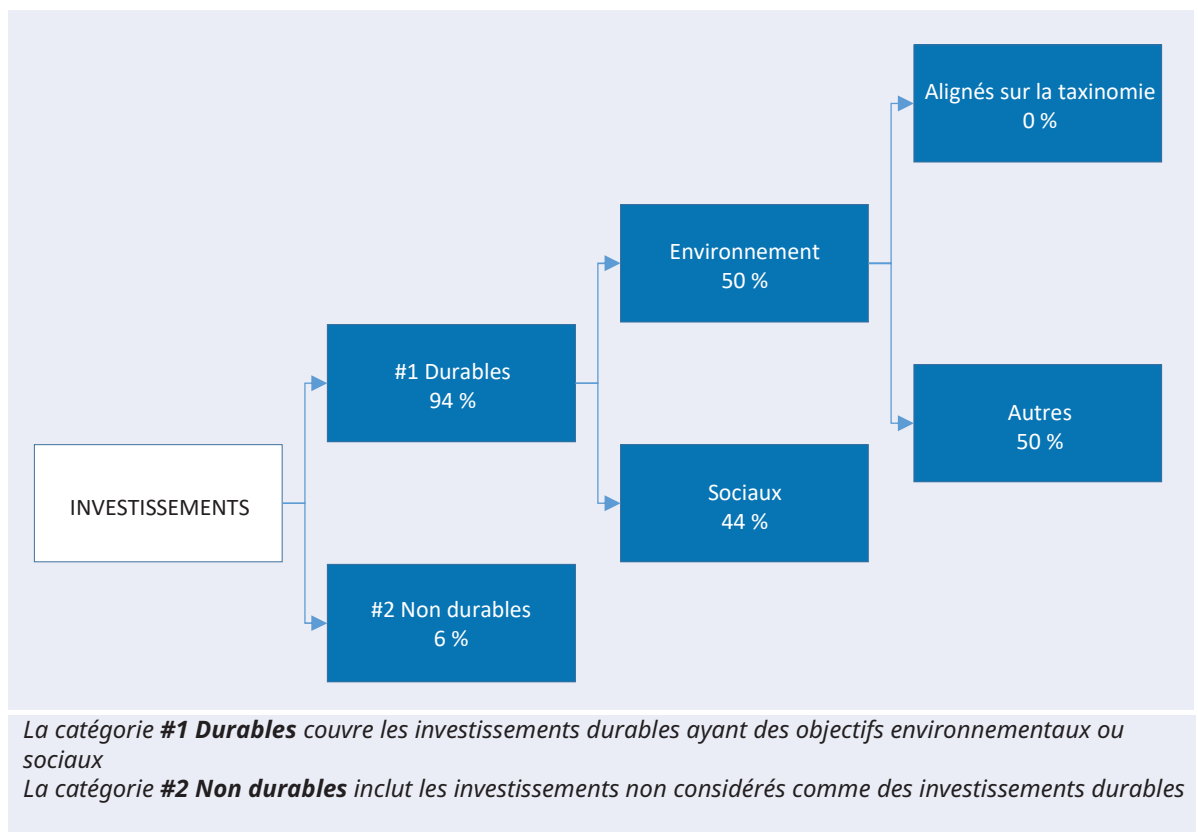 Alignés sur la taxinomie
0 %
Environnement
50 %
#1 Durables
94 %
Autres
50 %
INVESTISSEMENTS
Sociaux
44 %
#2 Non durables
6 %
La catégorie #1 Durables couvre les investissements durables ayant des objectifs environnementaux ou
sociaux
La catégorie #2 Non durables inclut les investissements non considérés comme des investissements durables